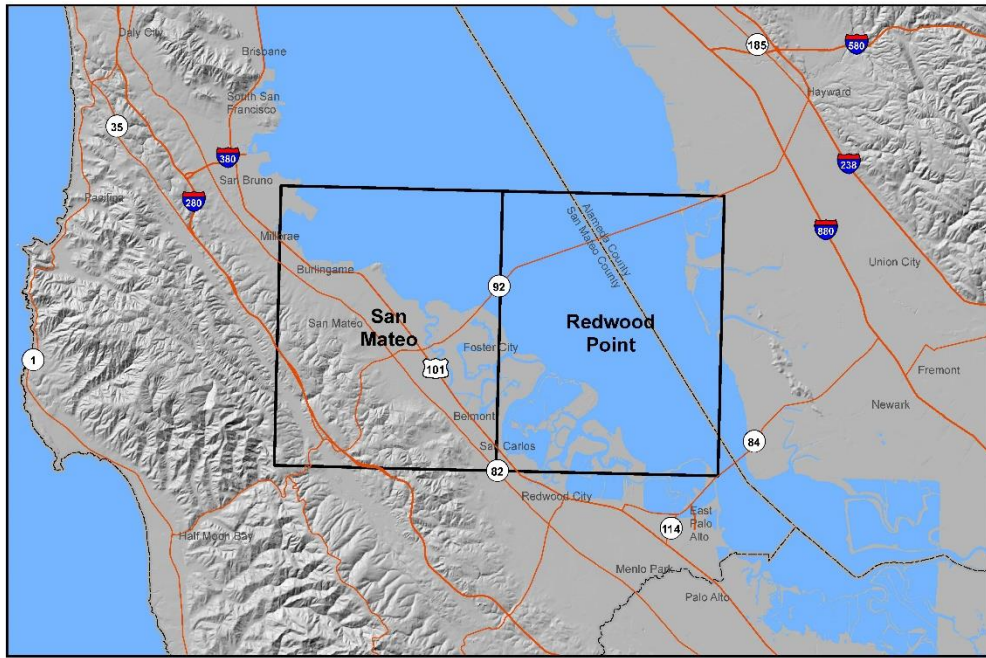 Daly City
Brisbane
185
580
South San
Francisco
Hayward
35
380
238
San Bruno
280
Pacifica
880
Alameda County
San Mateo County
Millbrae
Union City
Burlingame
92
San Mateo
San
Mateo
Redwood
Point
Foster City
1
101
Fremont
Belmont
Newark
San Carlos
84
82
Redwood City
East
Palo
Alto
114
Half Moon Bay
Menlo Park
Palo Alto